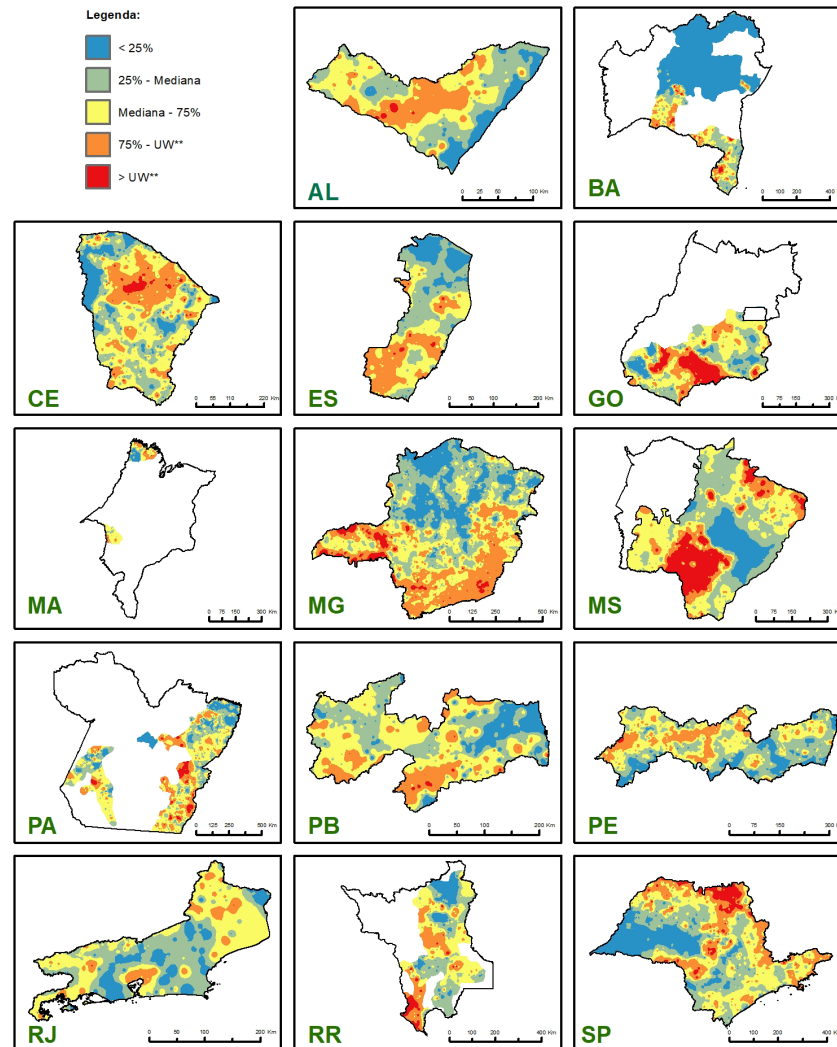 Legenda:
< 25%
25% - Mediana
Mediana - 75%
75% - UW**
> UW**
AL
0 25 50 100 Km
BA
0 100 200 400
CE
0 55 110 220 Km
ES
0 50 100 200 Km
GO
0 75 150 300 Km
MA
0 75 150 300 Km
MG
0 125 250 500 Km
MS
0 75 150 300 Km
PA
0 125 250 500 Km
PB
0 50 100 200 Km
PE
0 75 150 300
RJ
0 50 100 200 Km
RR
0 100 200 400 Km
SP
0 100 200 400 Km